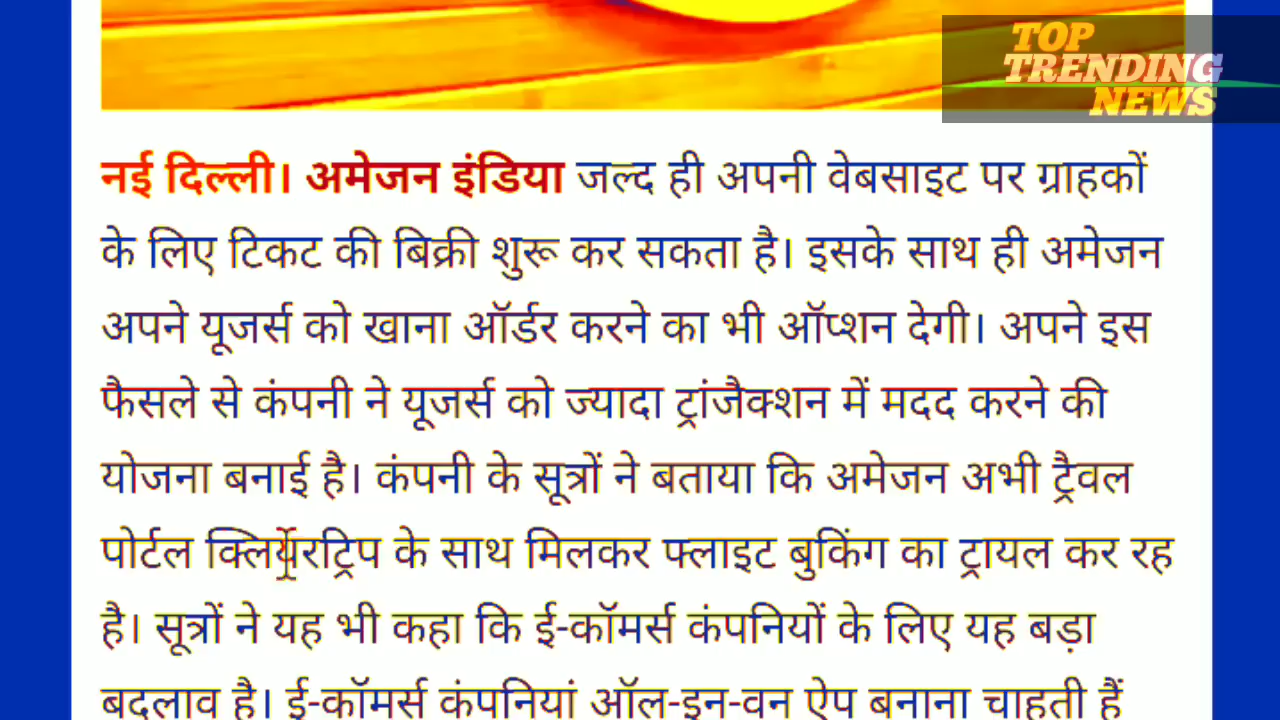 TOP
TRENDING
NEWS
नई दिल्ली। अमेजन इंडिया जल्द ही अपनी वेबसाइट पर ग्राहकों
के लिए टिकट की बिक्री शुरू कर सकता है। इसके साथ ही अमेजन
अपने यूजर्स को खाना ऑर्डर करने का भी ऑप्शन देगी। अपने इस
फैसले से कंपनी ने यूजर्स को ज्यादा ट्रांजैक्शन में मदद करने की
योजना बनाई है। कंपनी के सूत्रों ने बताया कि अमेजन अभी ट्रैवल
पोर्टल क्लियेरट्रिप के साथ मिलकर फ्लाइट बुकिंग का ट्रायल कर रह
है। सूत्रों ने यह भी कहा कि ई-कॉमर्स कंपनियों के लिए यह बड़ा
बदलाव है। ई-कॉमर्स कंपनियां ऑल-इन-वन ऐप बनाना चाहती हैं